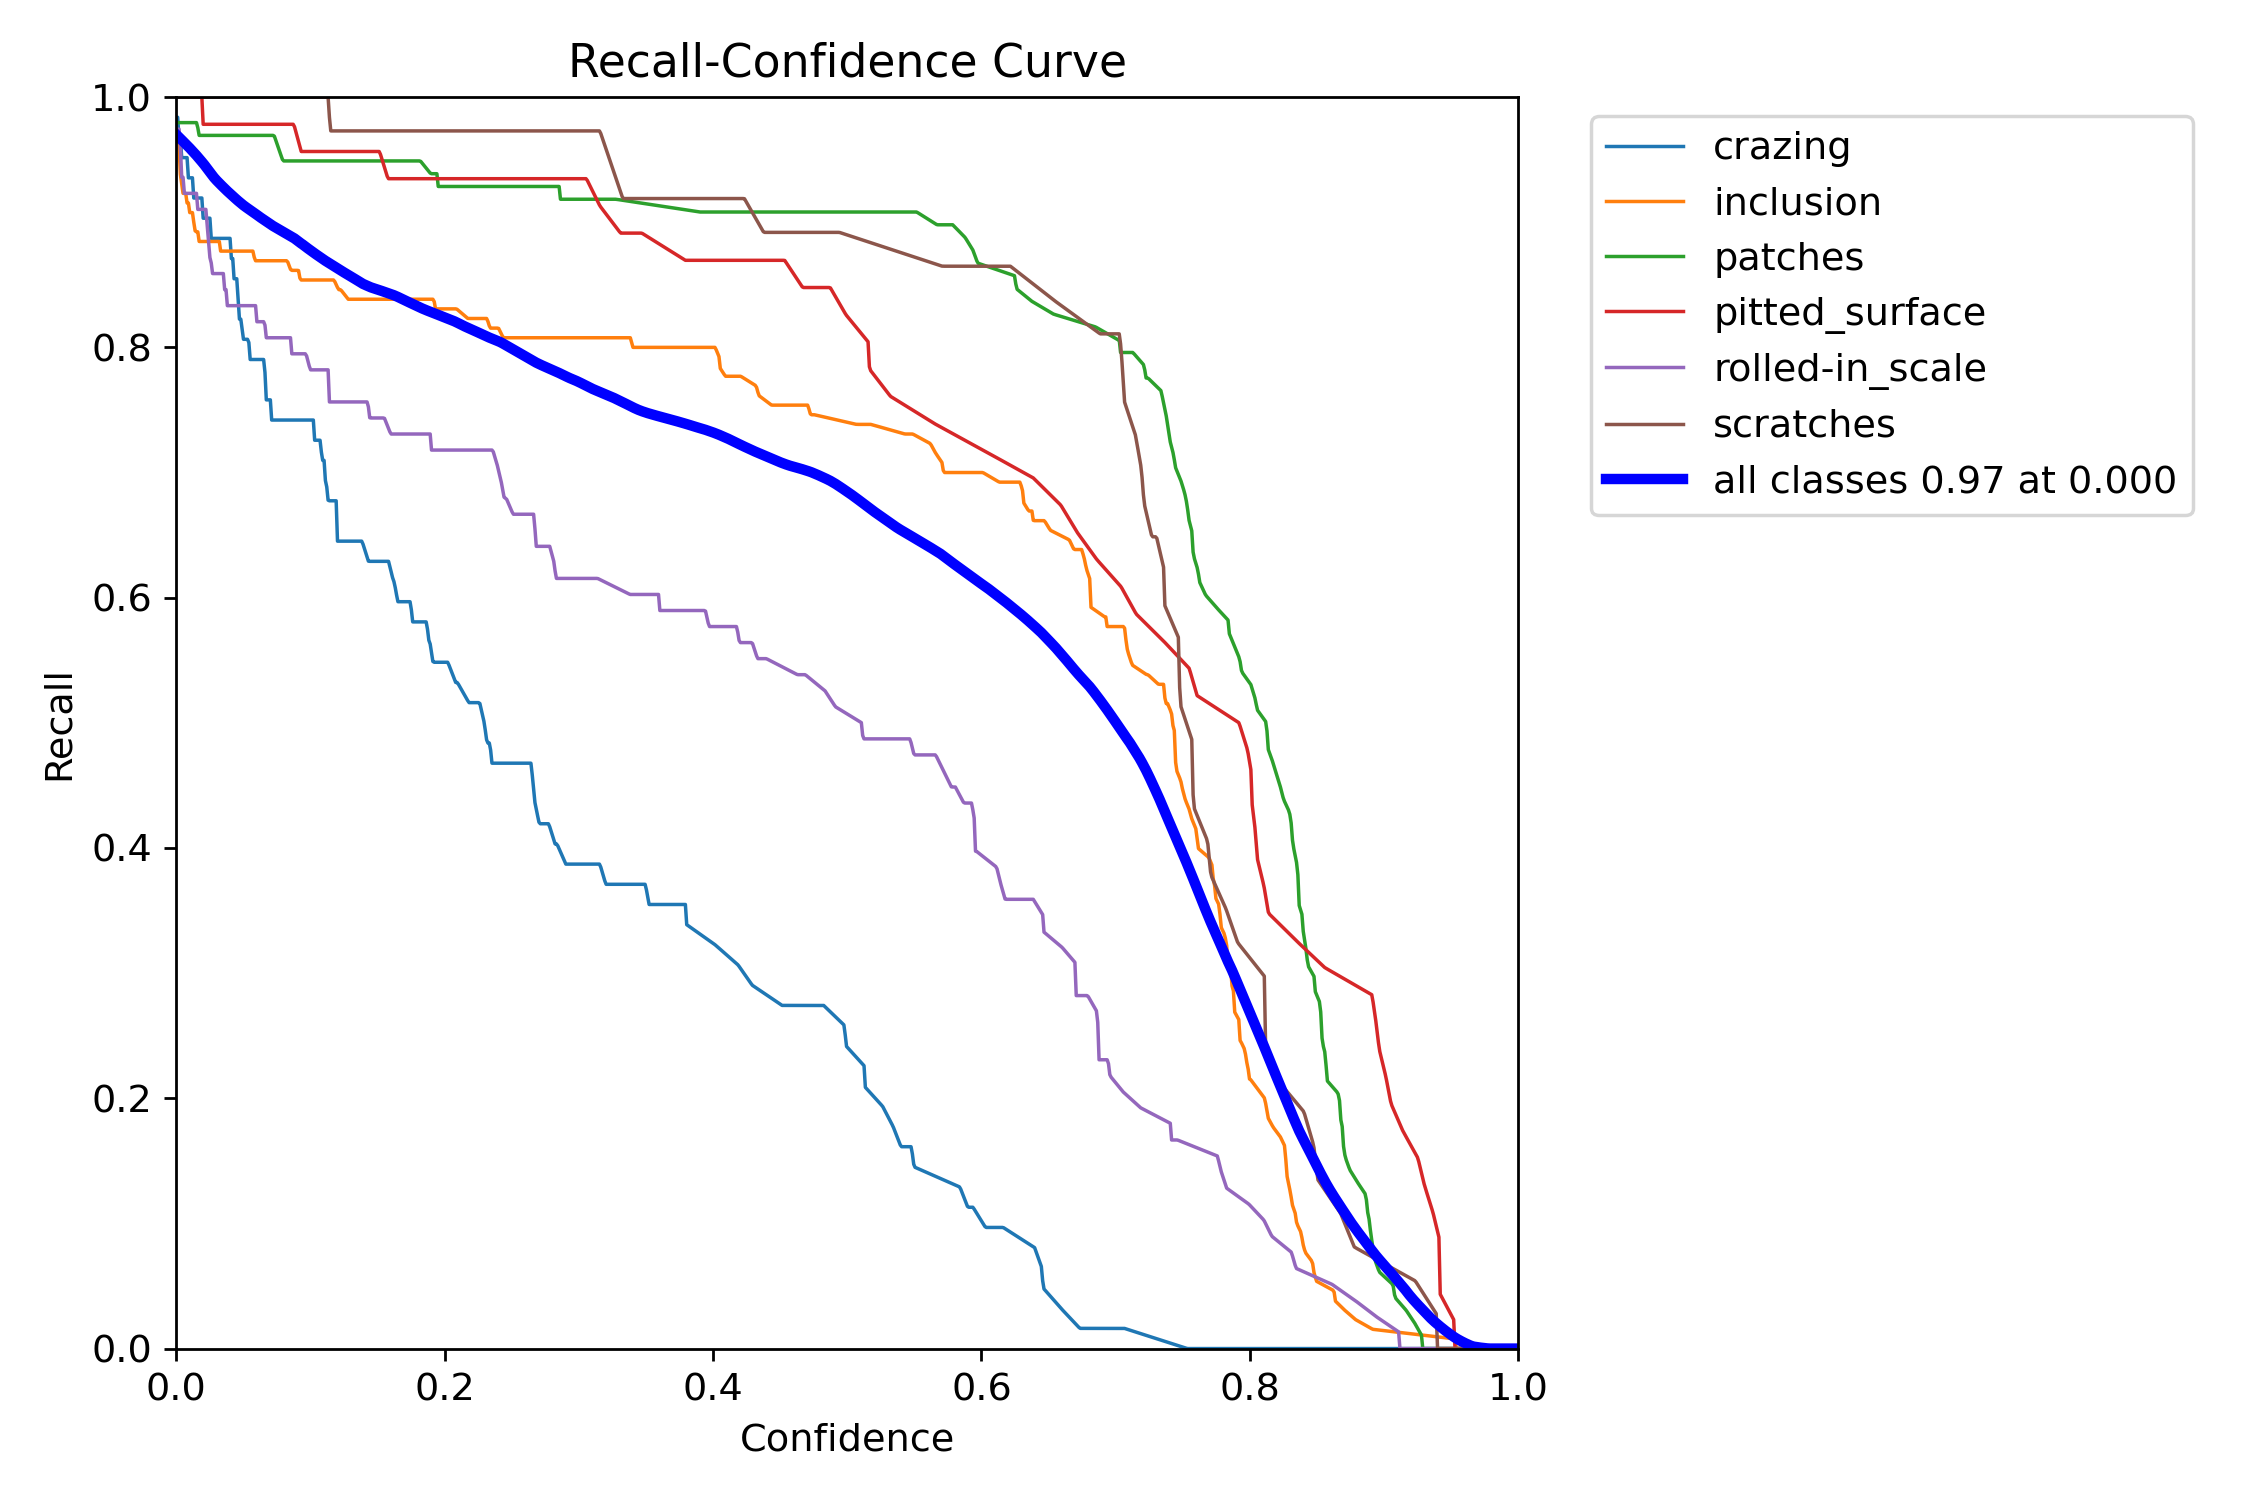 Recall-Confidence Curve
1.0
0.8
0.6
0.4
0.2
0.0
Recall
0.0 0.2 0.4 0.6 0.8 1.0
Confidence
crazing
inclusion
patches
pitted_surface
rolled-in_scale
scratches
all classes 0.97 at 0.000